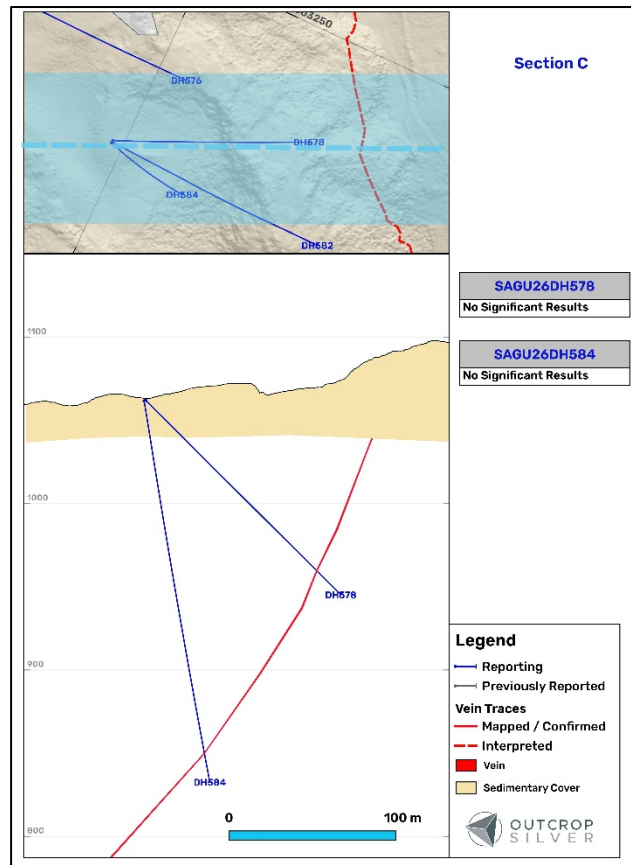 03250
Section C
DH576
DH578
DH584
DH582
SAGU26DH578
No Significant Results
1100
SAGU26DH584
No Significant Results
1000
DH578
900
DH584
800
0
100 m
Legend
Reporting
Previously Reported
Vein Traces
Mapped / Confirmed
Interpreted
Vein
Sedimentary Cover
OUTCROP
SILVER